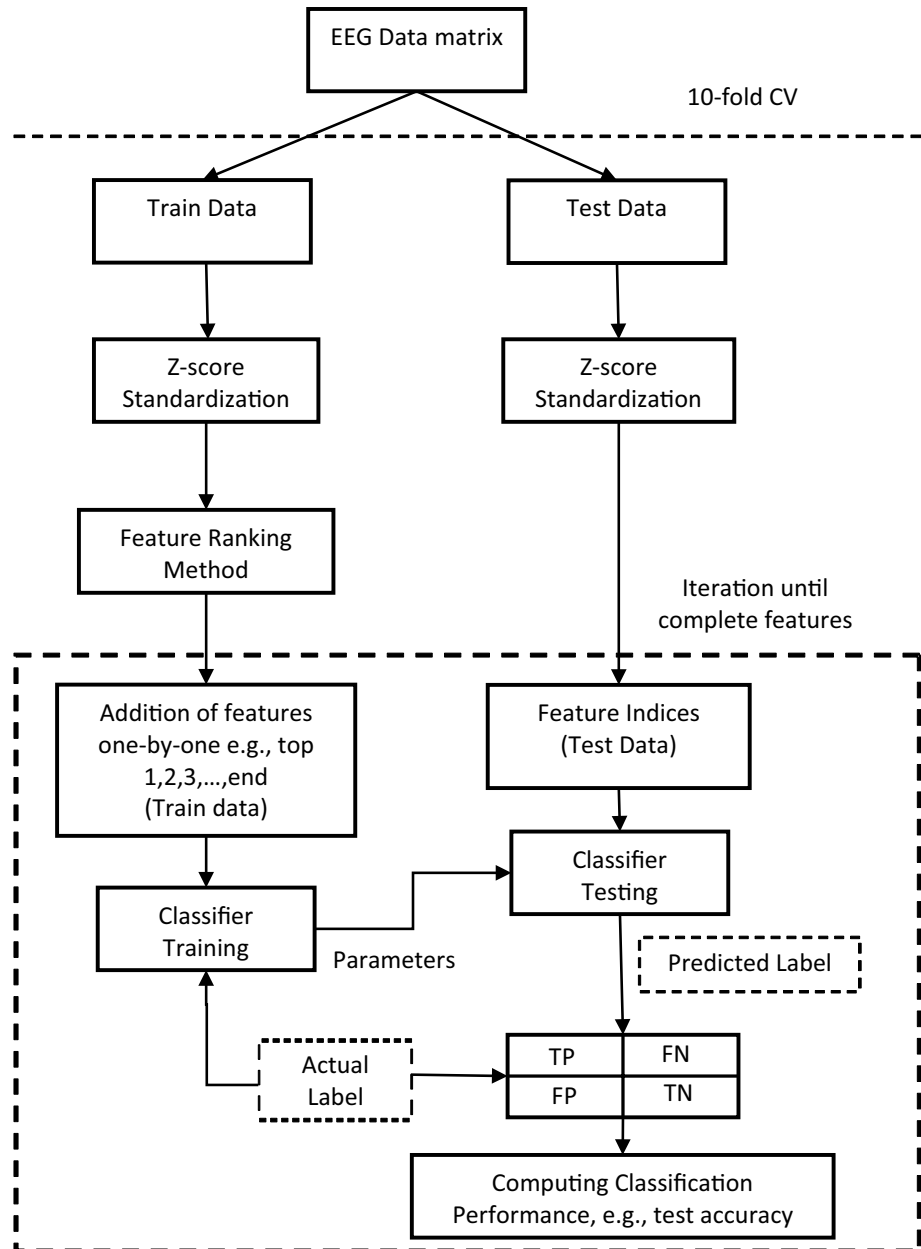 EEG Data matrix
10-fold CV
Train Data
Test Data
Z-score
Standardization
Z-score
Standardization
Feature Ranking
Method
Iteration until
complete features
Addition of features
one-by-one e.g., top
1,2,3,...,end
(Train data)
Feature Indices
(Test Data)
Classifier
Testing
Classifier
Training
Parameters
Predicted Label
Actual
Label
TP
FN
FP
TN
Computing Classification
Performance, e.g., test accuracy